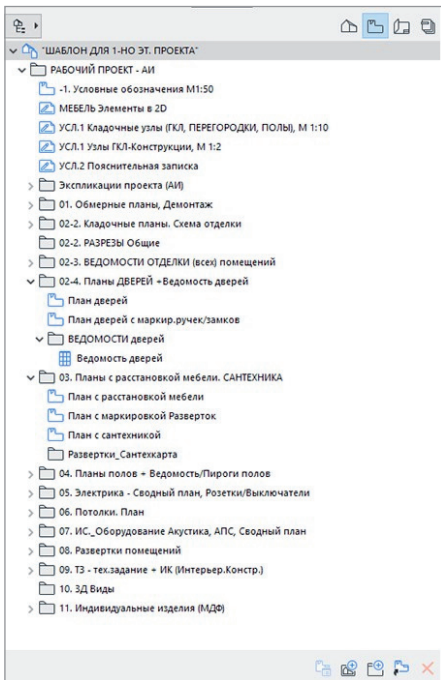 "ШАБЛОН ДЛЯ 1-НО ЭТ. ПРОЕКТА"
РАБОЧИЙ ПРОЕКТ - АИ
-1. Условные обозначения М1:50
МЕБЕЛЬ Элементы в 2D
УСЛ.1 Кладочные узлы (ГКЛ, ПЕРЕГОРОДКИ, ПОЛЫ), М 1:10
УСЛ.1 Узлы ГКЛ-Конструкции, М 1:2
УСЛ.2 Пояснительная записка
Экспликации проекта (АИ)
01. Обмерные планы, Демонтаж
02-2. Кладочные планы. Схема отделки
02-2. РАЗРЕЗЫ Общие
02-3. ВЕДОМОСТИ ОТДЕЛКИ (всех) помещений
02-4. Планы ДВЕРЕЙ +Ведомость дверей
План дверей
План дверей с маркир.ручек/замков
ВЕДОМОСТИ дверей
Ведомость дверей
03. Планы с расстановкой мебели. САНТЕХНИКА
План с расстановкой мебели
План с маркировкой Разверток
План с сантехникой
Развертки_Сантехкарта
04. Планы полов + Ведомость/Пироги полов
05. Электрика - Сводный план, Розетки/Выключатели
06. Потолки. План
07. ИС._Оборудование Акустика, АПС, Сводный план
08. Развертки помещений
09. ТЗ - тех.задание + ИК (Интерьер.Констр.)
10. 3Д Виды
11. Индивидуальные изделия (МДФ)